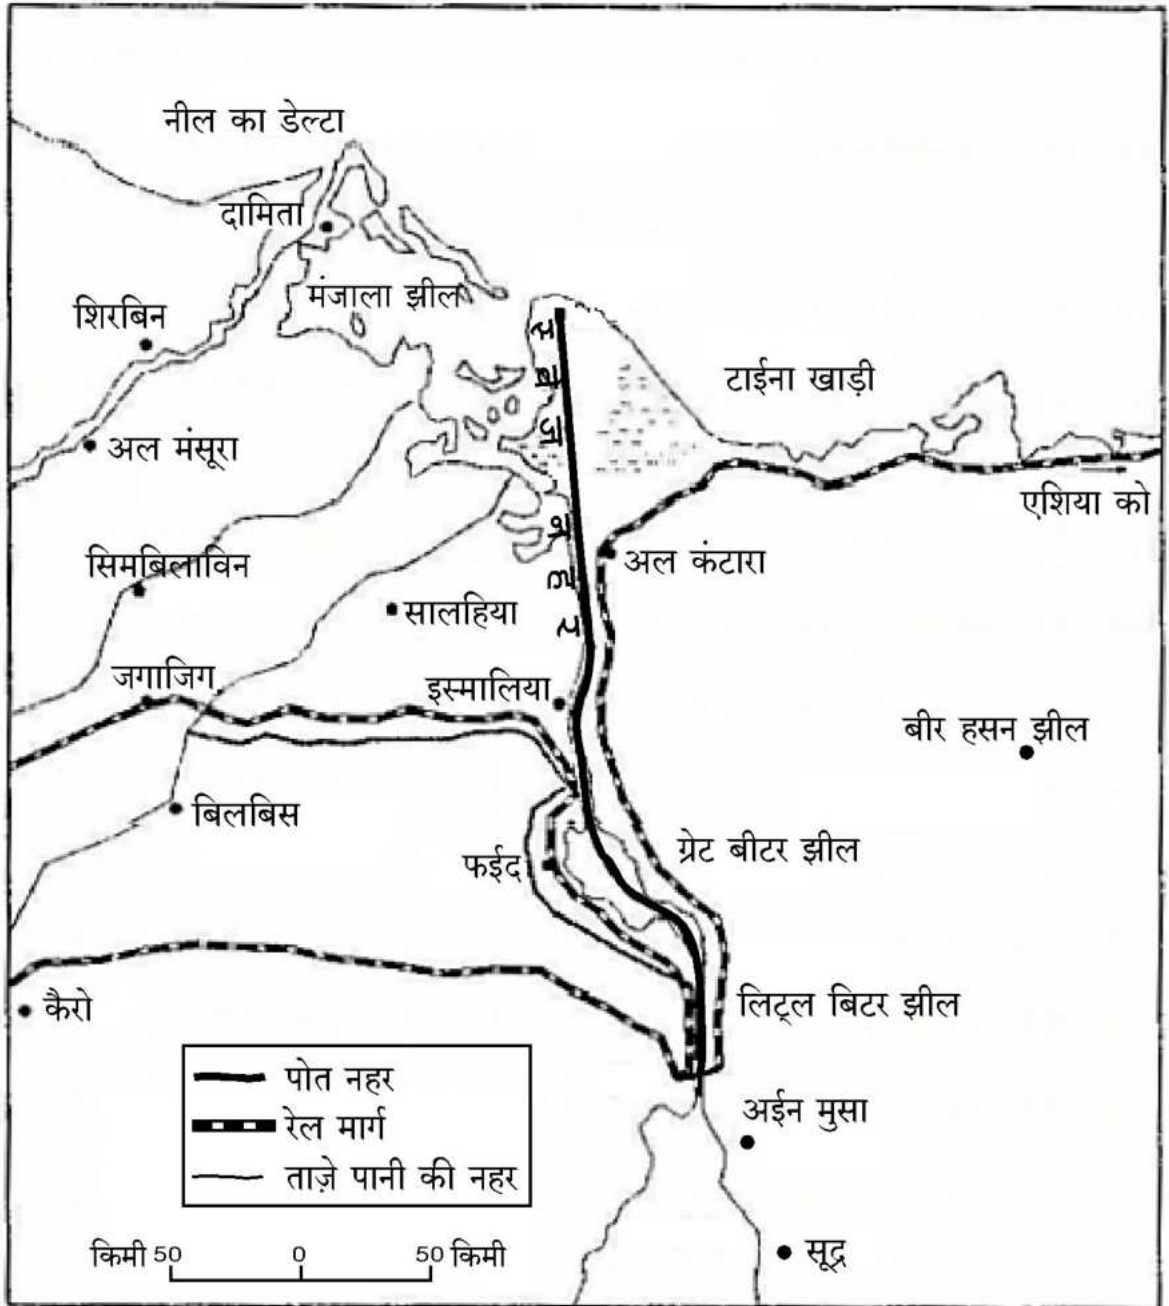 नील का डेल्टा
दामिता
मंजाला झील
शिरबिन
टाईना खाड़ी
अल मंसूरा
एशिया को
सिमबिलाविन
अल कंटारा
सालहिया
जगाजिग
इस्मालिया
बीर हसन झील
बिलबिस
ग्रेट बीटर झील
फईद
कैरो
लिट्ल बिटर झील
पोत नहर
रेल मार्ग
ताज़े पानी की नहर
अईन मुसा
किमी 50 0 50 किमी
सूद्र